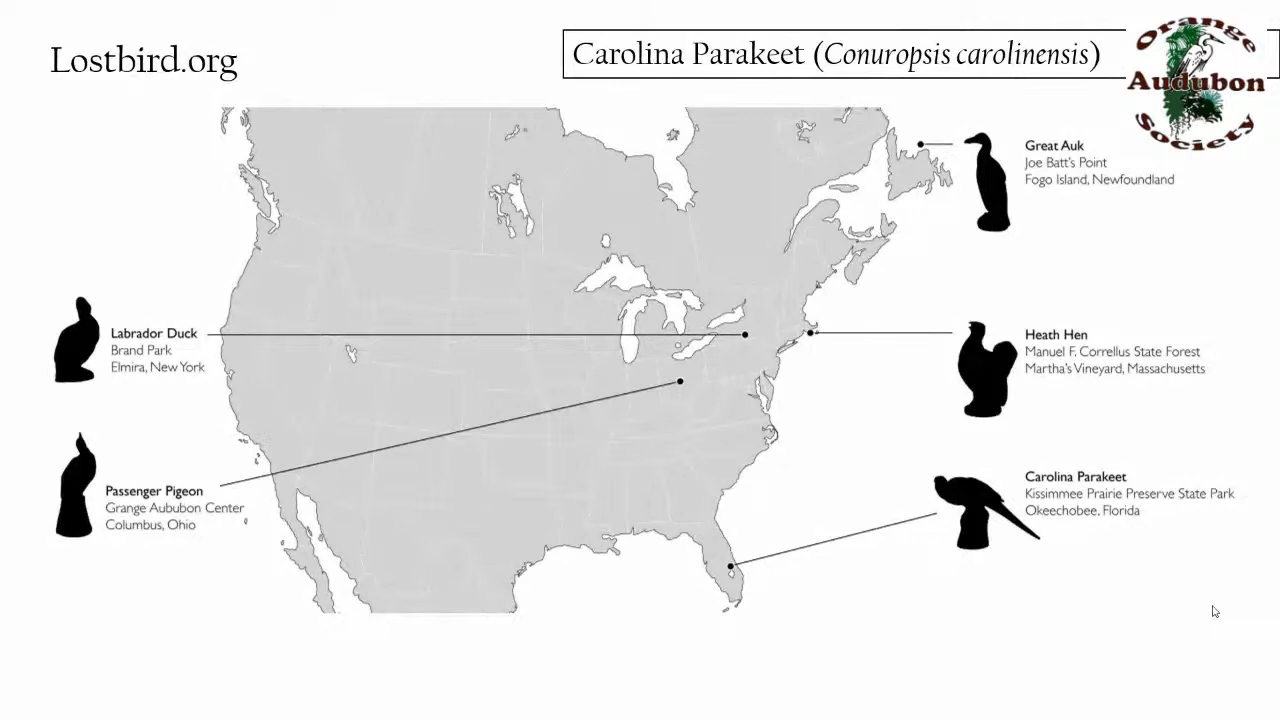 Lostbird.org
Carolina Parakeet (Conuropsis carolinensis)
Orange
Audubon
Society
Great Auk
Joe Batt's Point
Fogo Island, Newfoundland
Labrador Duck
Brand Park
Elmira, New York
Heath Hen
Manuel F. Correllus State Forest
Martha's Vineyard, Massachusetts
Passenger Pigeon
Grange Aububon Center
Columbus, Ohio
Carolina Parakeet
Kissimmee Prairie Preserve State Park
Okeechobee, Florida